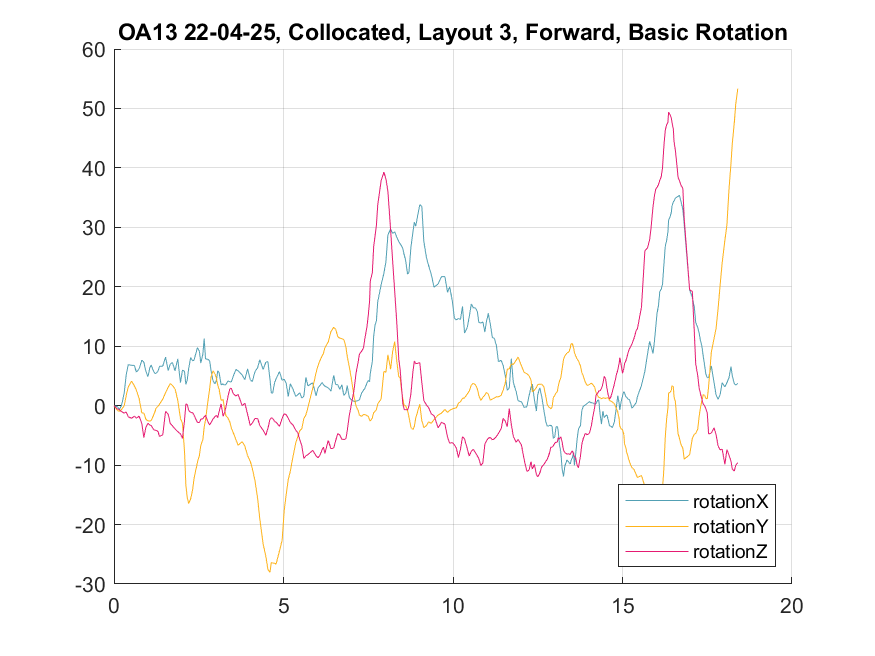 OA13 22-04-25, Collocated, Layout 3, Forward, Basic Rotation
60
50
40
30
20
10
0
-10
-20
-30
rotationX
rotationY
rotationZ
0 5 10 15 20